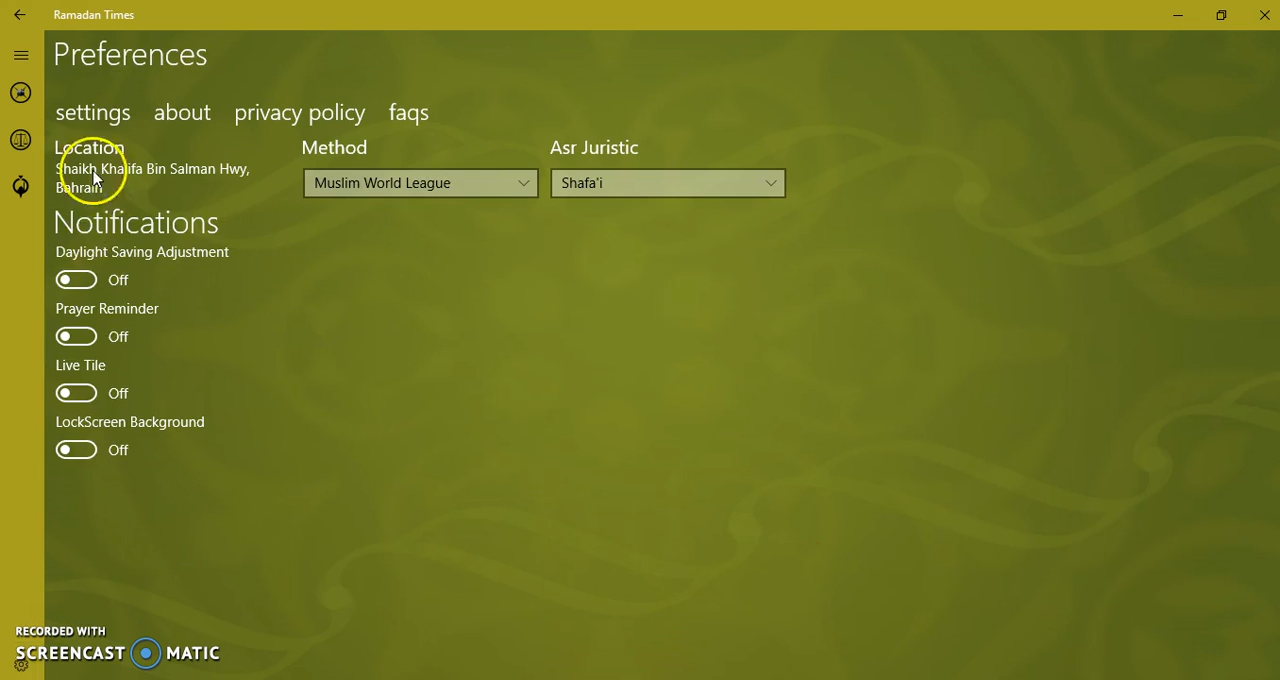 Ramadan Times
Preferences
settings about privacy policy faqs
Location Method Asr Juristic
Shaikh Khalifa Bin Salman Hwy,
Bahrain
Muslim World League Shafa'i
Notifications
Daylight Saving Adjustment
Off
Prayer Reminder
Off
Live Tile
Off
LockScreen Background
Off
RECORDED WITH
SCREENCAST MATIC